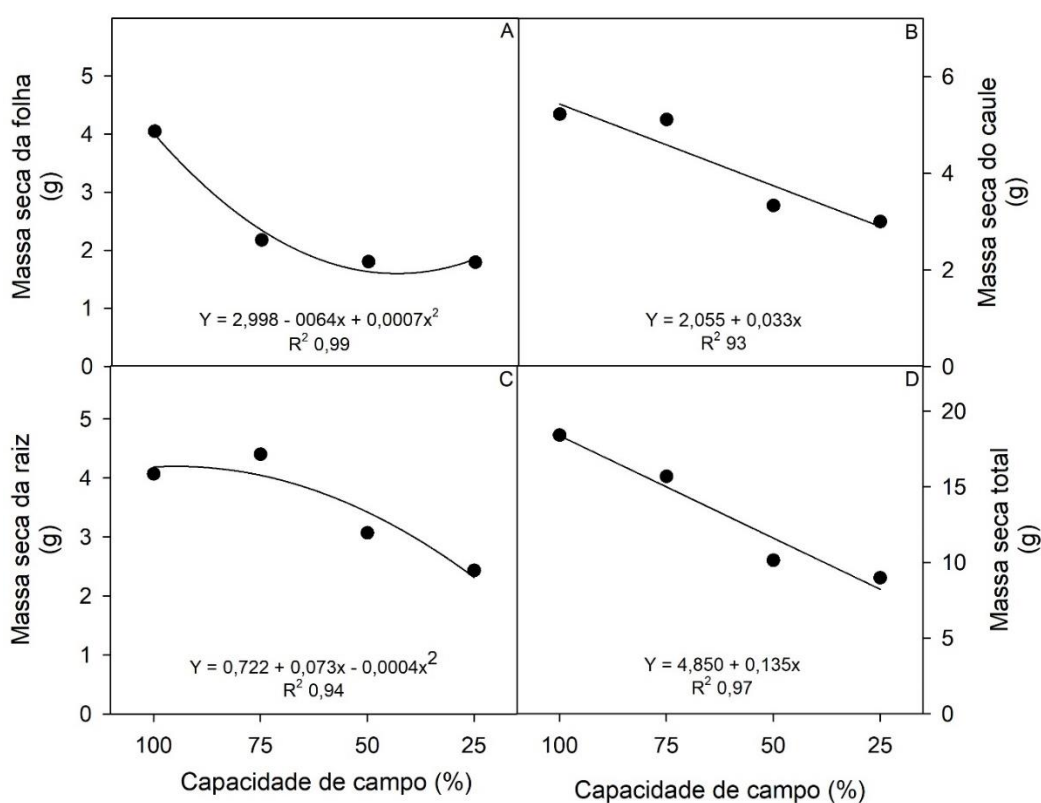 A
5
4
3
2
1
0
Massa seca da folha
(g)
Y = 2,998 - 0064x + 0,0007x²
R² 0,99
B
6
4
2
0
Massa seca do caule
(g)
Y = 2,055 + 0,033x
R² 93
C
5
4
3
2
1
0
Massa seca da raiz
(g)
Y = 0,722 + 0,073x - 0,0004x²
R² 0,94
100 75 50 25
Capacidade de campo (%)
D
20
15
10
5
0
Massa seca total
(g)
Y = 4,850 + 0,135x
R² 0,97
100 75 50 25
Capacidade de campo (%)